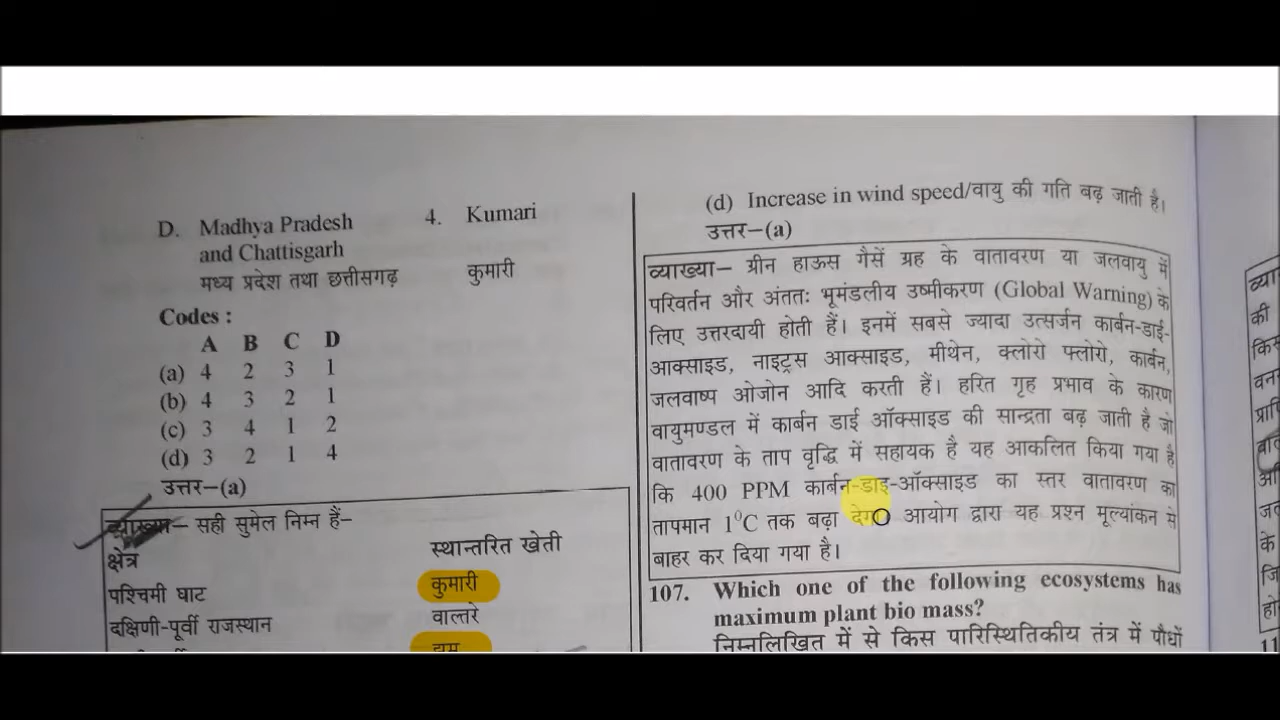 D. Madhya Pradesh 4. Kumari
and Chattisgarh
मध्य प्रदेश तथा छत्तीसगढ़ कुमारी
Codes :
A B C D
(a) 4 2 3 1
(b) 4 3 2 1
(c) 3 4 1 2
(d) 3 2 1 4
उत्तर–(a)
व्याख्या– सही सुमेल निम्न हैं–
क्षेत्र स्थान्तरित खेती
पश्चिमी घाट कुमारी
दक्षिणी-पूर्वी राजस्थान वाल्तरे
(d) Increase in wind speed/वायु की गति बढ़ जाती है।
उत्तर–(a)
व्याख्या– ग्रीन हाऊस गैसें ग्रह के वातावरण या जलवायु में
परिवर्तन और अंततः भूमंडलीय उष्मीकरण (Global Warning) के
लिए उत्तरदायी होती हैं। इनमें सबसे ज्यादा उत्सर्जन कार्बन-डाई-
आक्साइड, नाइट्रस आक्साइड, मीथेन, क्लोरो फ्लोरो, कार्बन,
जलवाष्प ओजोन आदि करती हैं। हरित गृह प्रभाव के कारण
वायुमण्डल में कार्बन डाई ऑक्साइड की सान्द्रता बढ़ जाती है जो
वातावरण के ताप वृद्धि में सहायक है यह आकलित किया गया है
कि 400 PPM कार्बन-डाइ-ऑक्साइड का स्तर वातावरण का
तापमान 1⁰C तक बढ़ा आयोग द्वारा यह प्रश्न मूल्यांकन से
बाहर कर दिया गया है।
107. Which one of the following ecosystems has
maximum plant bio mass?
निम्नलिखित में से किस पारिस्थितिकीय तंत्र में पौधों
व्या
की
किस
वन